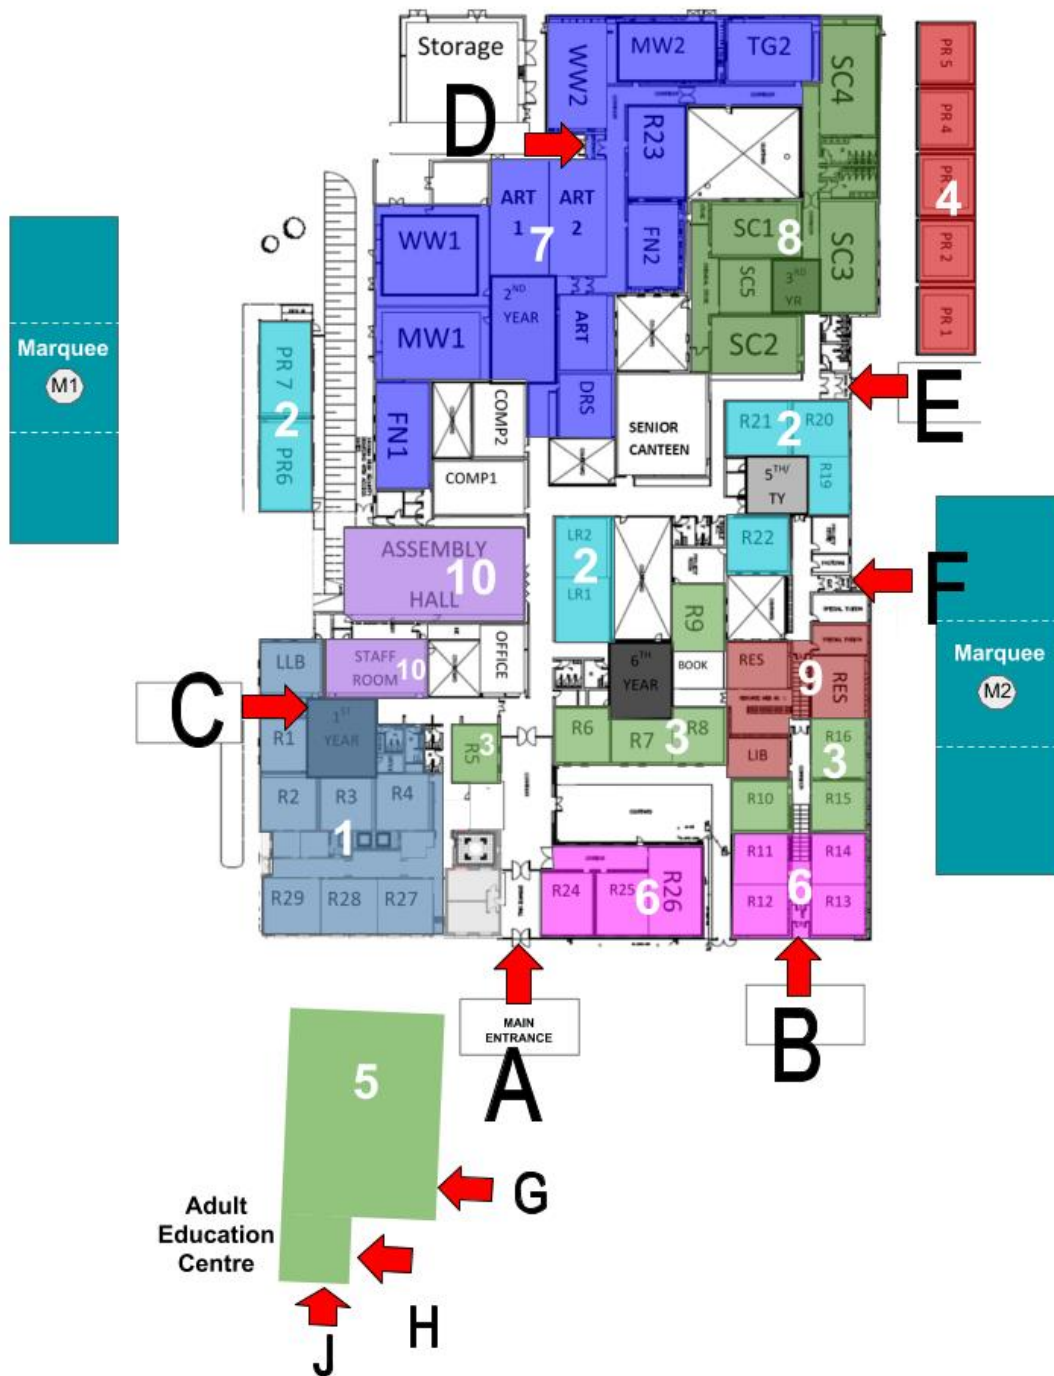 Storage
WW2
MW2
TG2
SC4
PR 5
D
R23
PR 4
ART
1
ART
2
7
WW1
FN2
SC1
8
SC3
PR
4
PR 2
SC5
3RD
YR
2ND
YEAR
PR 1
Marquee
M1
MW1
ART
SC2
PR 7
2
PR6
FN1
COMP2
DRS
SENIOR
CANTEEN
E
R21
2
R20
COMP1
5TH/
TY
R19
ASSEMBLY
10
HALL
LR2
2
LR1
R22
F
R9
LLB
STAFF
ROOM
10
OFFICE
6TH
YEAR
BOOK
RES
9
RES
Marquee
M2
C
R1
1ST
YEAR
R5
3
R6
R7
3
R8
LIB
R16
3
R2
R3
R4
1
R10
R15
R29
R28
R27
R24
R25
6
R26
R11
R14
6
R12
R13
MAIN
ENTRANCE
A
B
5
G
Adult
Education
Centre
H
J